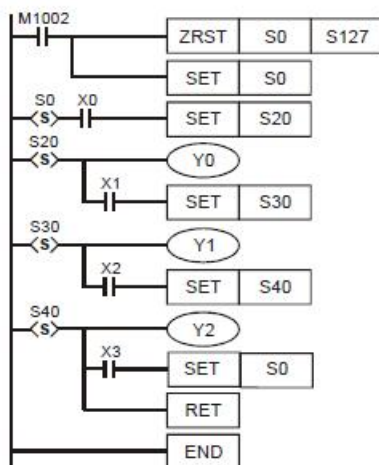 M1002
ZRST S0 S127
SET S0
S0 X0
S SET S20
S20
S Y0
X1
SET S30
S30
S Y1
X2
SET S40
S40
S Y2
X3
SET S0
RET
END